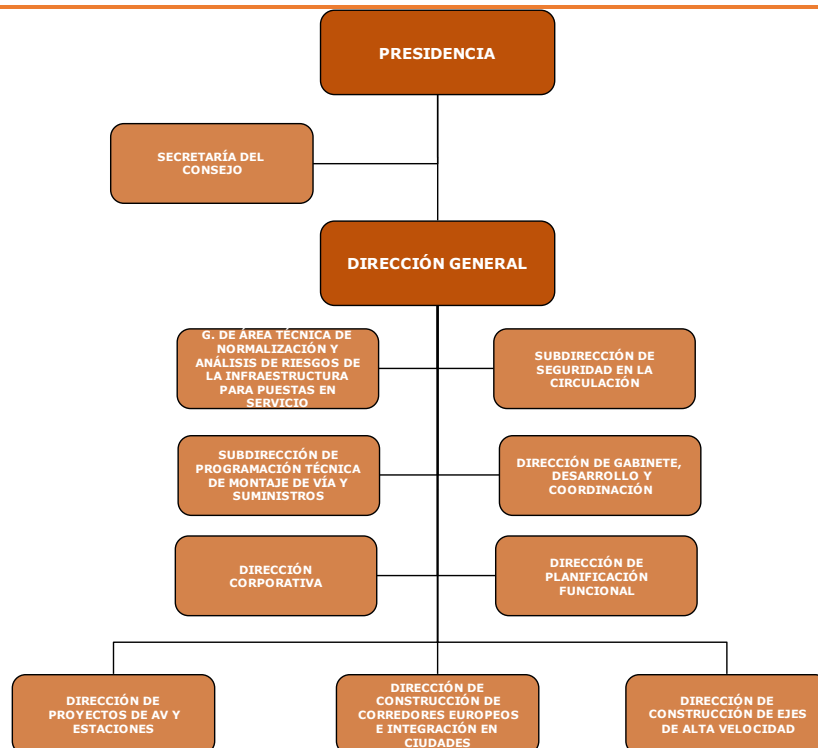 PRESIDENCIA
SECRETARÍA DEL
CONSEJO
DIRECCIÓN GENERAL
G. DE ÁREA TÉCNICA DE
NORMALIZACIÓN Y
ANÁLISIS DE RIESGOS DE
LA INFRAESTRUCTURA
PARA PUESTAS EN
SERVICIO
SUBDIRECCIÓN DE
SEGURIDAD EN LA
CIRCULACIÓN
SUBDIRECCIÓN DE
PROGRAMACIÓN TÉCNICA
DE MONTAJE DE VÍA Y
SUMINISTROS
DIRECCIÓN DE GABINETE,
DESARROLLO Y
COORDINACIÓN
DIRECCIÓN
CORPORATIVA
DIRECCIÓN DE
PLANIFICACIÓN
FUNCIONAL
DIRECCIÓN DE
PROYECTOS DE AV Y
ESTACIONES
DIRECCIÓN DE
CONSTRUCCIÓN DE
CORREDORES EUROPEOS
E INTEGRACIÓN EN
CIUDADES
DIRECCIÓN DE
CONSTRUCCIÓN DE EJES
DE ALTA VELOCIDAD